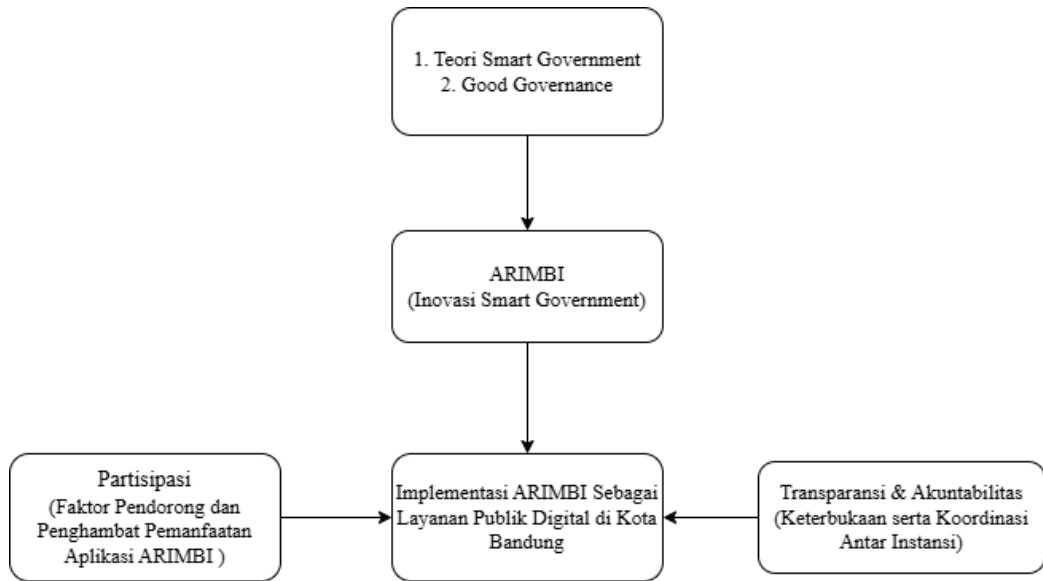 1. Teori Smart Government
2. Good Governance
ARIMBI
(Inovasi Smart Government)
Partisipasi
(Faktor Pendorong dan
Penghambat Pemanfaatan
Aplikasi ARIMBI )
Implementasi ARIMBI Sebagai
Layanan Publik Digital di Kota
Bandung
Transparansi & Akuntabilitas
(Keterbukaan serta Koordinasi
Antar Instansi)